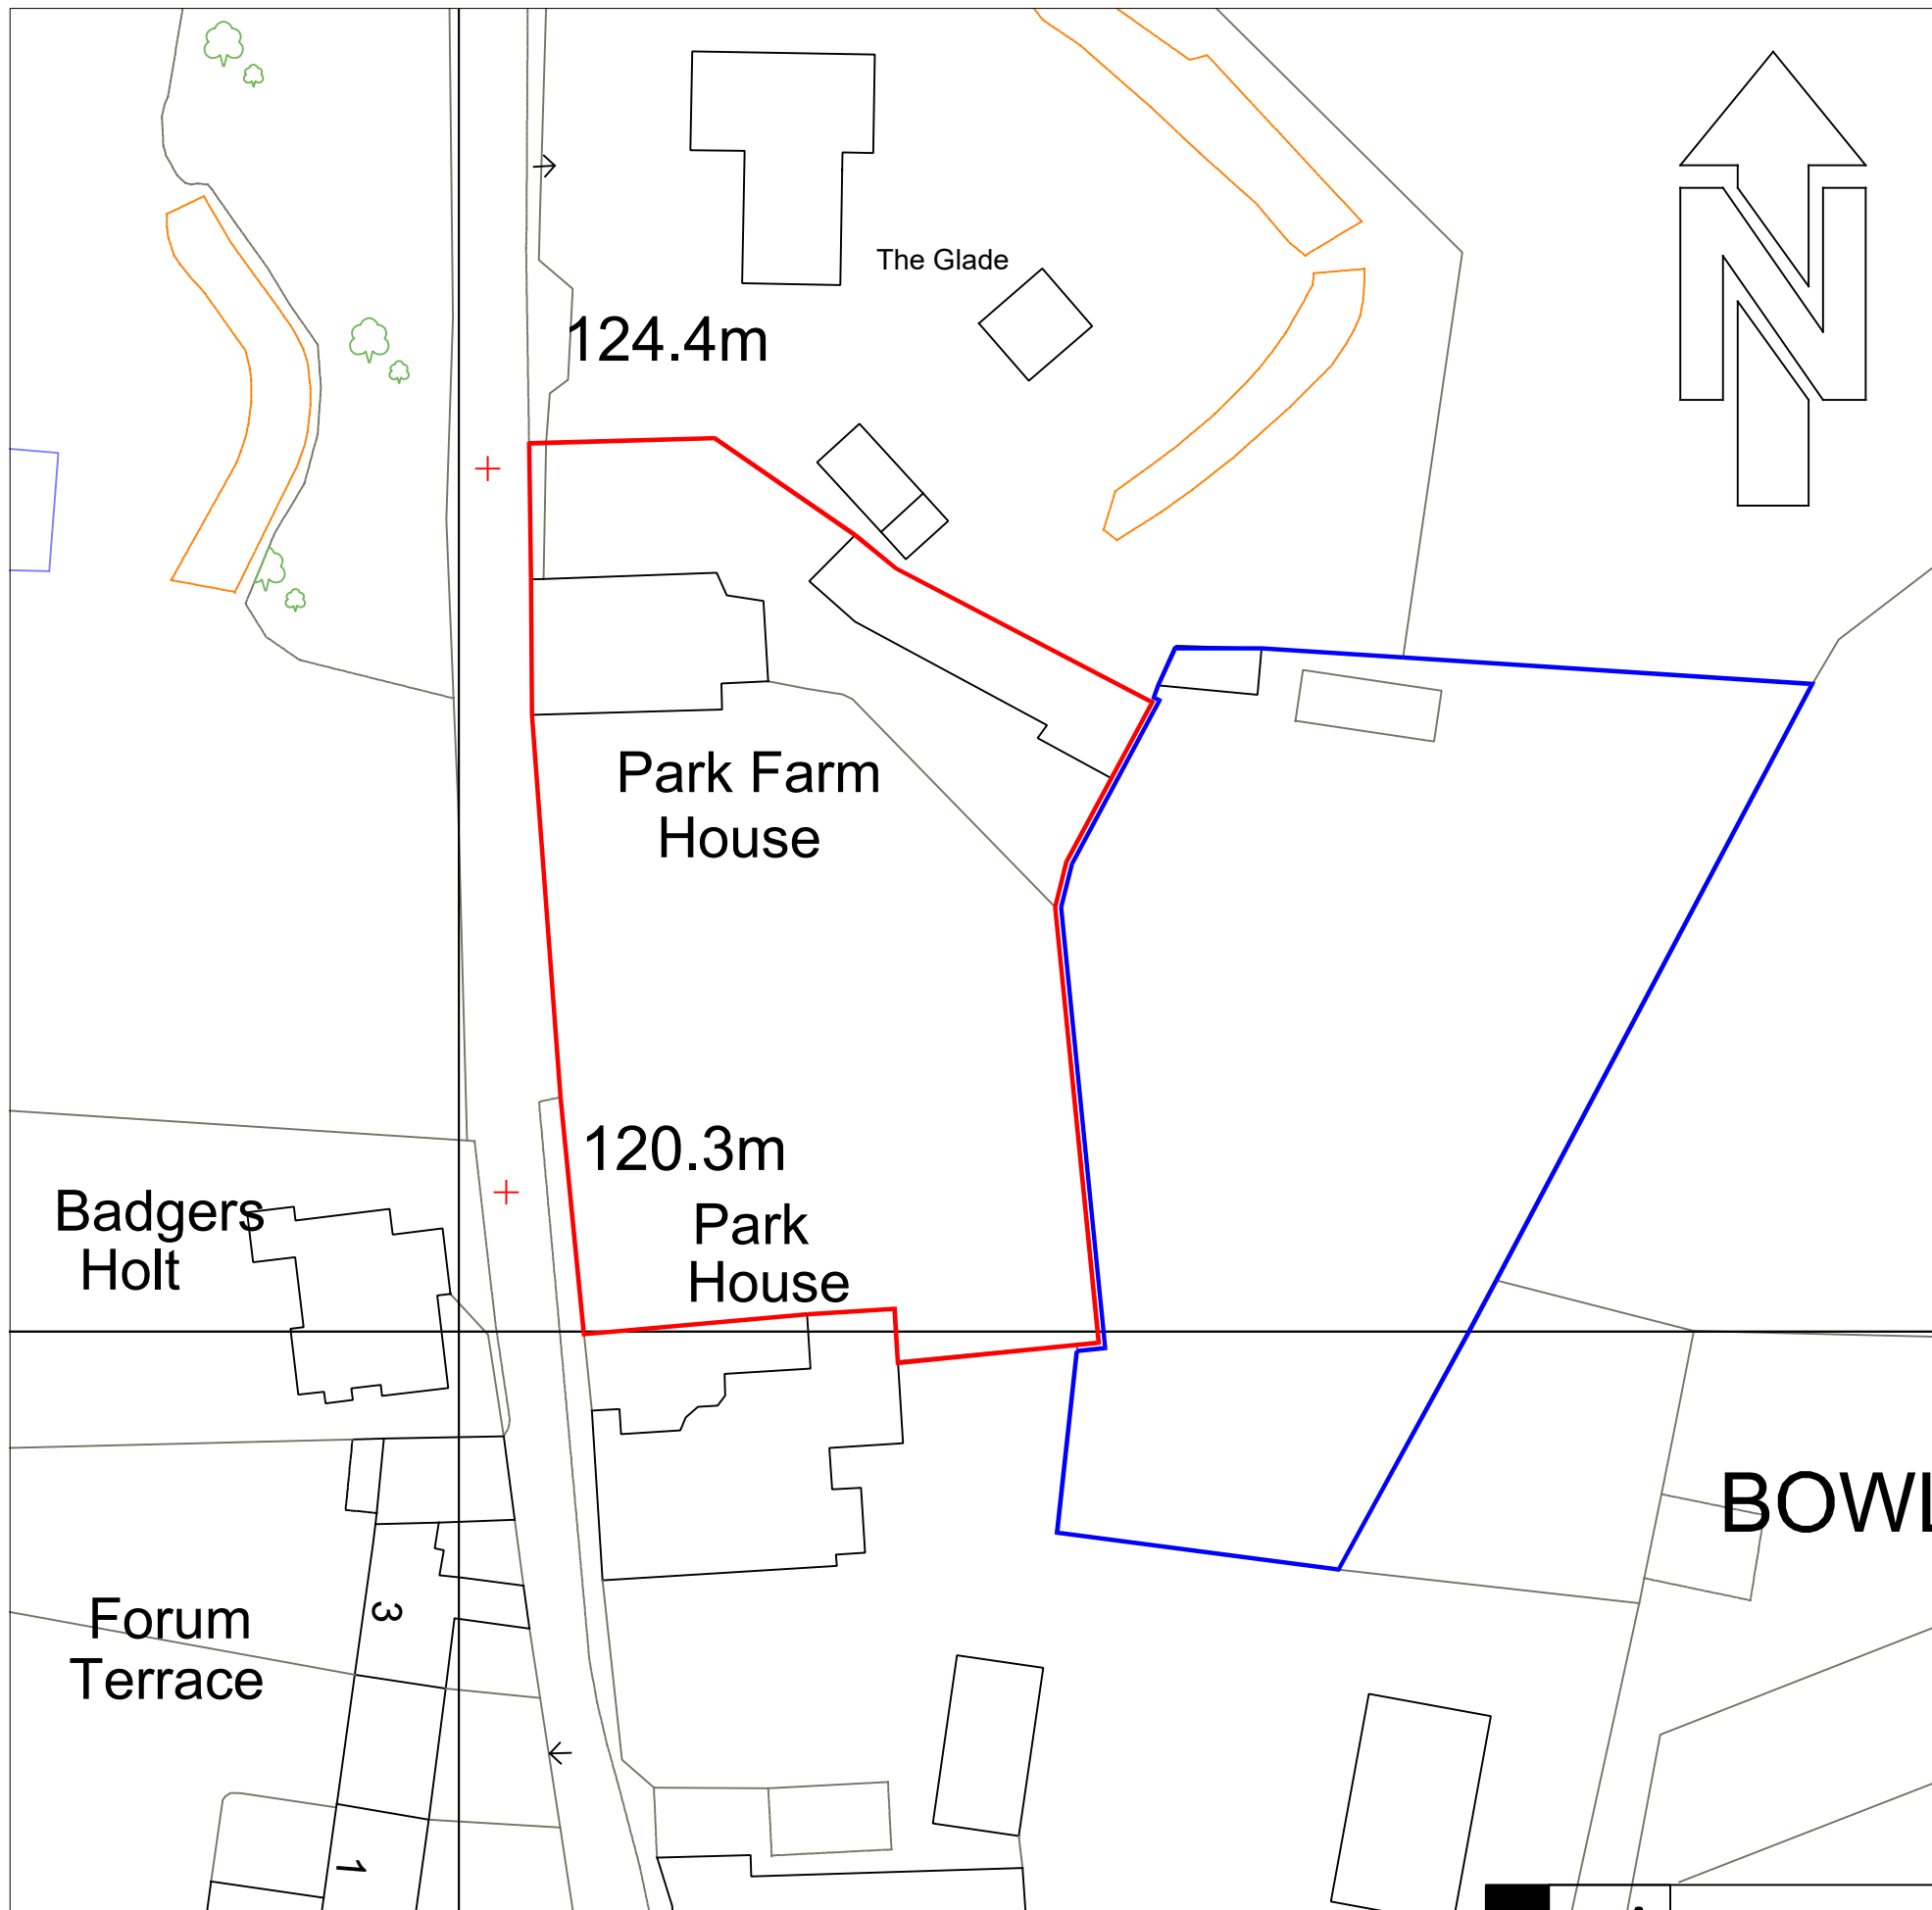 The Glade
124.4m
Park Farm
House
120.3m
Park
House
Badgers
Holt
BOWL
Forum
Terrace
3
1
N